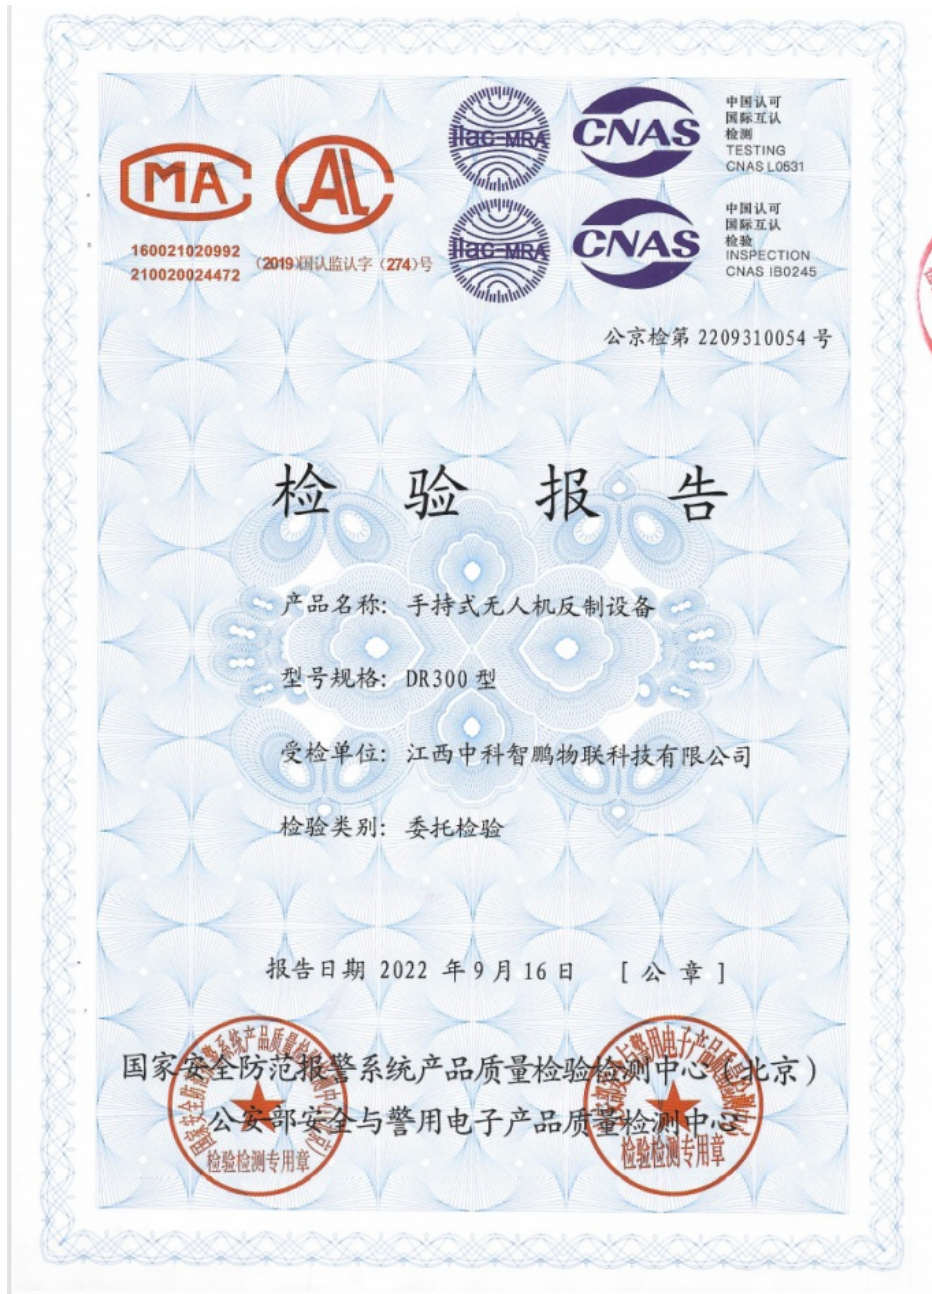 MA
AL
ilac-MRA
CNAS
中国认可
国际互认
检测
TESTING
CNAS L0531
160021020992
210020024472
(2019)国认监认字(274)号
ilac-MRA
CNAS
中国认可
国际互认
检验
INSPECTION
CNAS IB0245
公京检第 2209310054 号
检验报告
产品名称: 手持式无人机反制设备
型号规格: DR300 型
受检单位: 江西中科智鹏物联科技有限公司
检验类别: 委托检验
报告日期 2022 年 9 月 16 日 [ 公 章 ]
国家安全防范报警系统产品质量检验检测中心(北京)
公安部安全与警用电子产品质量检测中心
检验检测专用章
检验检测专用章